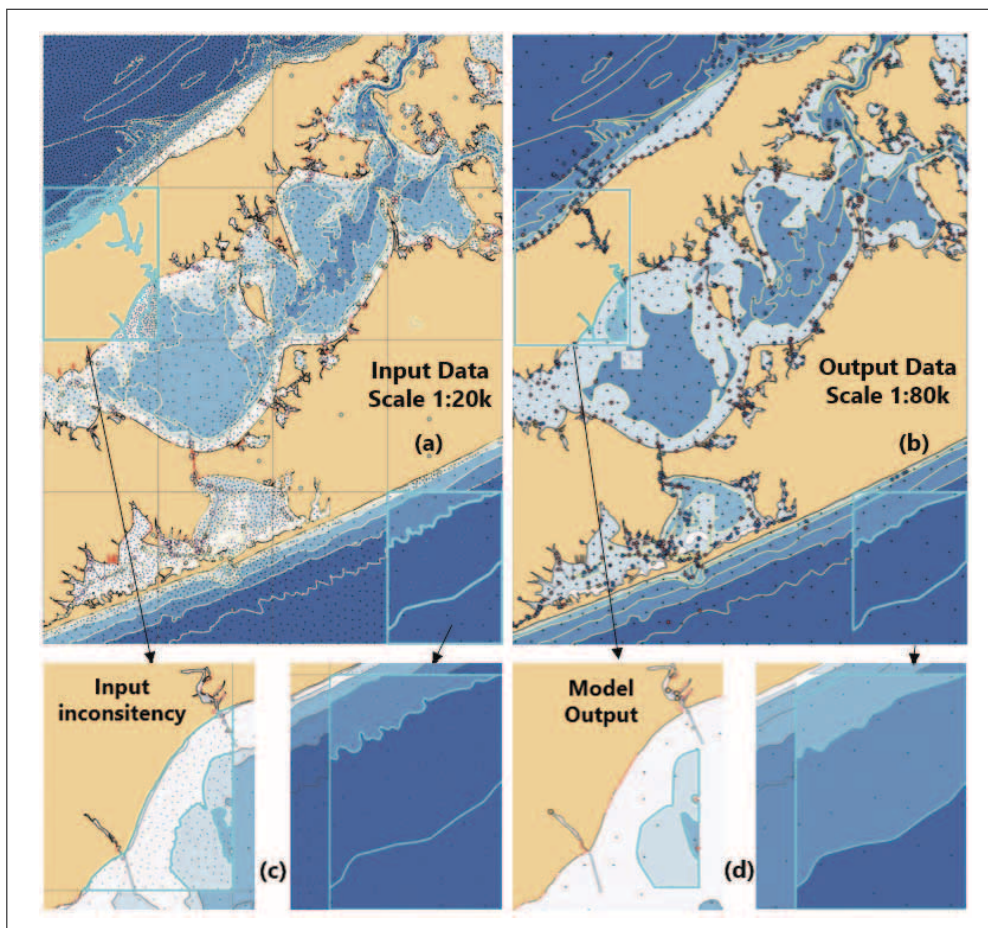 Input Data
Scale 1:20k
(a)
Output Data
Scale 1:80k
(b)
Input
inconsitency
(c)
Model
Output
(d)